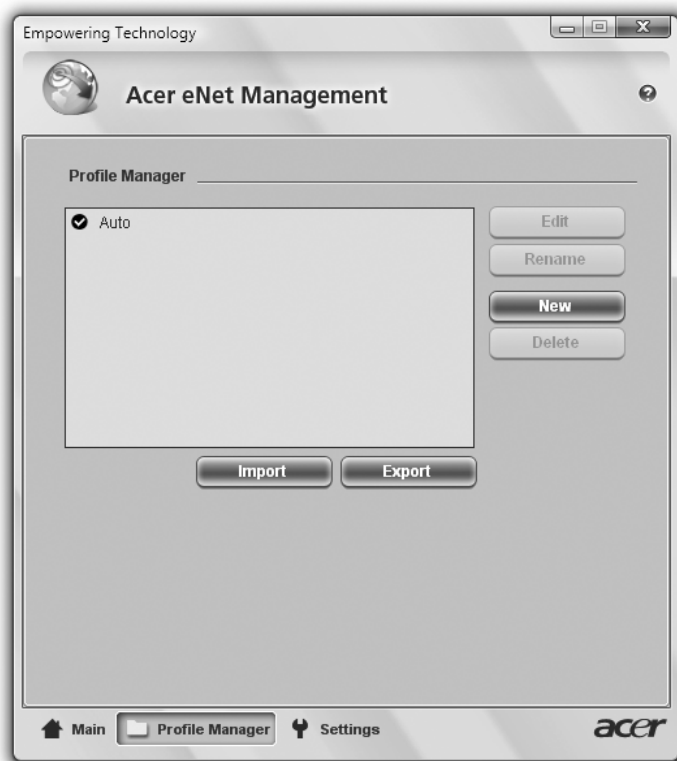 Empowering Technology
Acer eNet Management
?
Profile Manager
Auto
Edit
Rename
New
Delete
Import
Export
Main
Profile Manager
Settings
acer